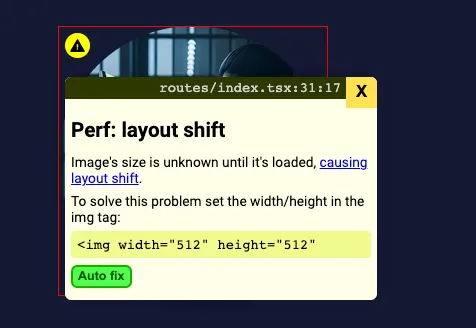 routes/index.tsx:31:17
X
Perf: layout shift
Image's size is unknown until it's loaded, causing
layout shift.
To solve this problem set the width/height in the
img tag:
<img width="512" height="512"
Auto fix